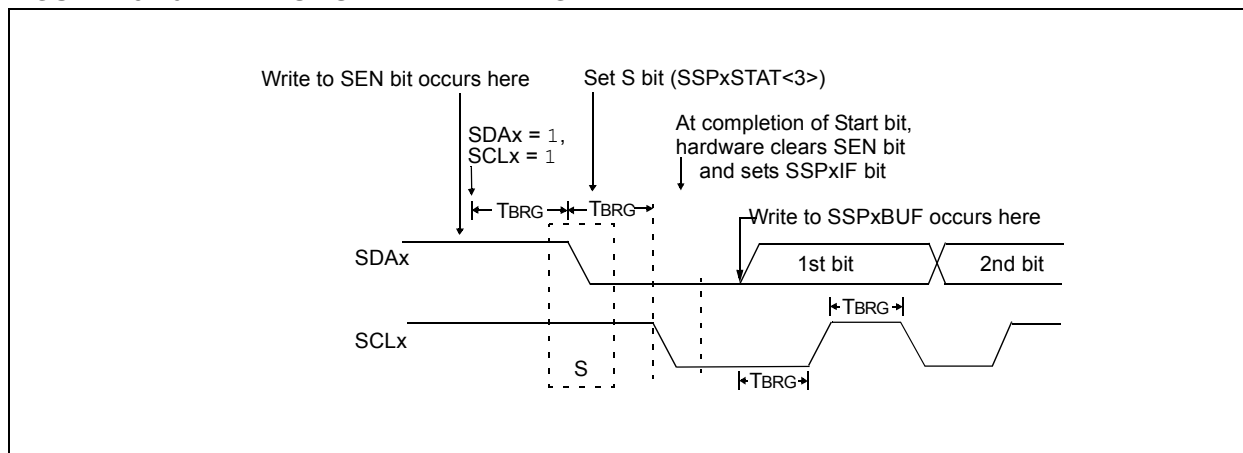 Write to SEN bit occurs here
Set S bit (SSPxSTAT<3>)
SDAx = 1,
SCLx = 1
At completion of Start bit,
hardware clears SEN bit
and sets SSPxIF bit
TBRG
TBRG
Write to SSPxBUF occurs here
SDAx
1st bit
2nd bit
TBRG
SCLx
S
TBRG